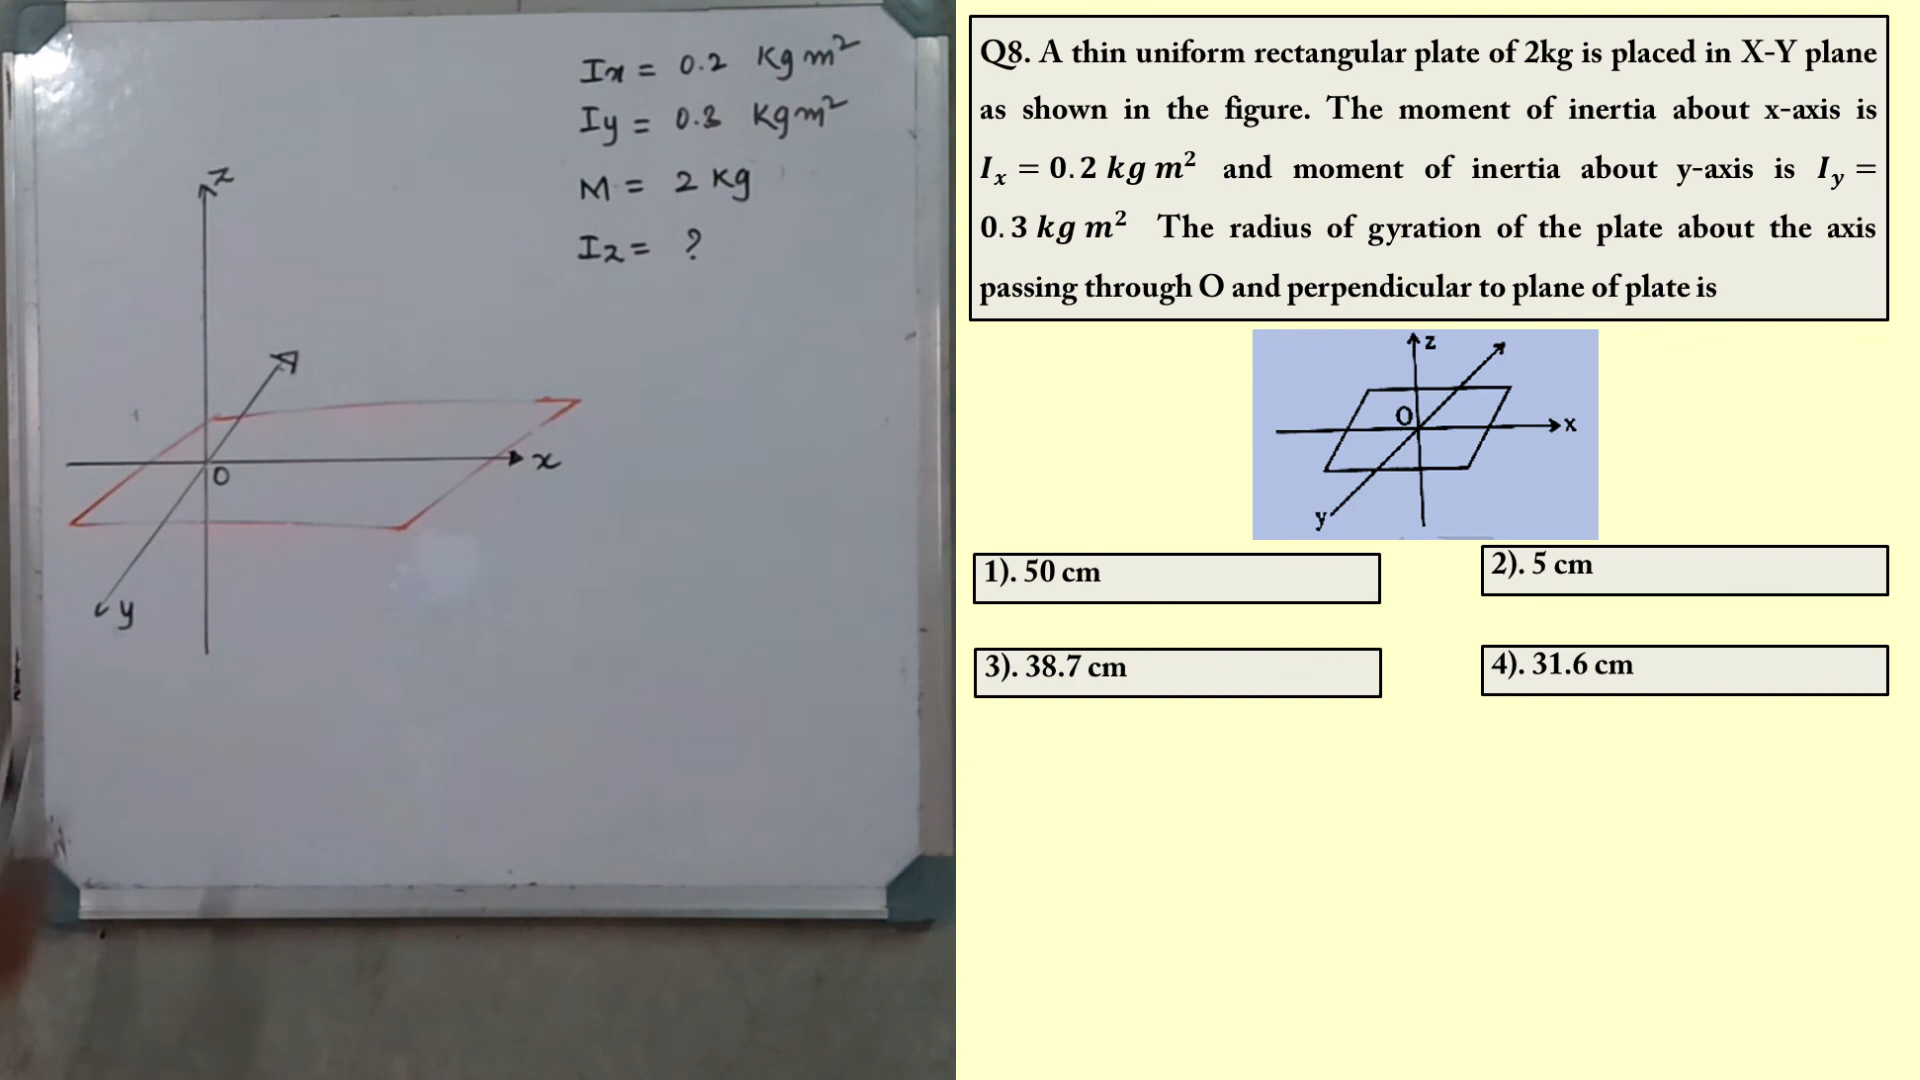 Ix = 0.2 Kg m²
Iy = 0.3 Kg m²
M = 2 Kg
Iz = ?
z
O
x
y
Q8. A thin uniform rectangular plate of 2kg is placed in X-Y plane
as shown in the figure. The moment of inertia about x-axis is
Iₓ = 0.2 kg m² and moment of inertia about y-axis is I_y =
0.3 kg m² The radius of gyration of the plate about the axis
passing through O and perpendicular to plane of plate is
z
O
x
y
1). 50 cm
2). 5 cm
3). 38.7 cm
4). 31.6 cm